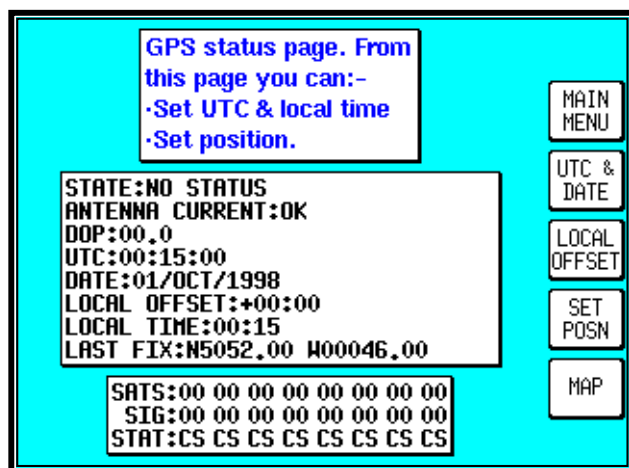 GPS status page. From
this page you can:-
·Set UTC & local time
·Set position.
STATE:NO STATUS
ANTENNA CURRENT:OK
DOP:00.0
UTC:00:15:00
DATE:01/OCT/1998
LOCAL OFFSET:+00:00
LOCAL TIME:00:15
LAST FIX:N5052.00 W00046.00
SATS:00 00 00 00 00 00 00 00
SIG:00 00 00 00 00 00 00 00
STAT:CS CS CS CS CS CS CS CS
MAIN
MENU
UTC &
DATE
LOCAL
OFFSET
SET
POSN
MAP